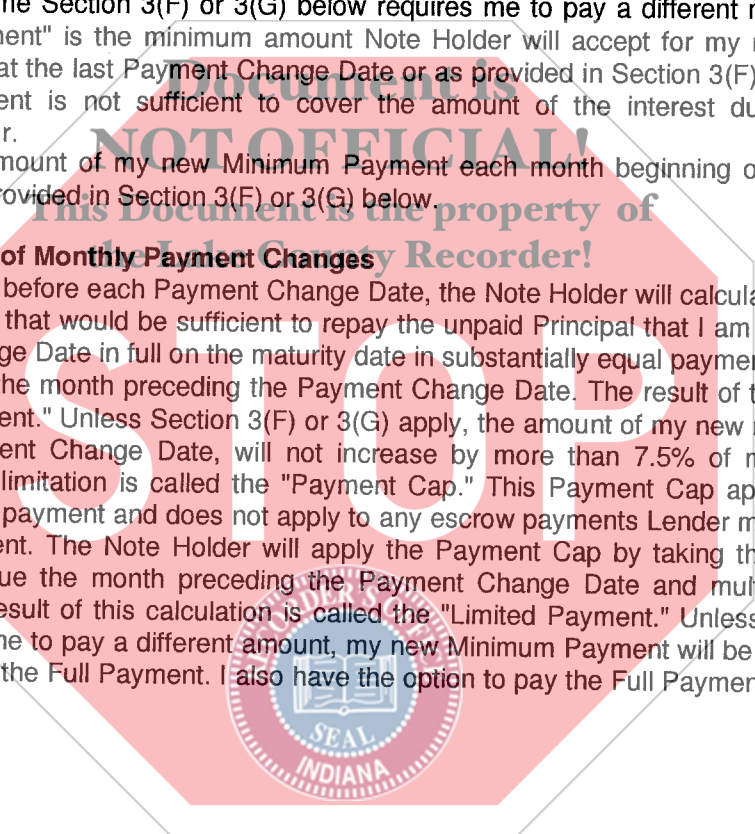 he Section 3(F) or 3(G) below requires me to pay a different
ent" is the minimum amount Note Holder will accept for my
at the last Payment Change Date or as provided in Section 3(F)
ent is not sufficient to cover the amount of the interest du
r.
mount of my new Minimum Payment each month beginning o
ovided in Section 3(F) or 3(G) below.
Document is
NOT OFFICIAL!
This Document is the property of
the Lake County Recorder!
of Monthly Payment Changes
before each Payment Change Date, the Note Holder will calcula
that would be sufficient to repay the unpaid Principal that I am
ge Date in full on the maturity date in substantially equal payme
he month preceding the Payment Change Date. The result of t
ent." Unless Section 3(F) or 3(G) apply, the amount of my new
ent Change Date, will not increase by more than 7.5% of
limitation is called the "Payment Cap." This Payment Cap ap
payment and does not apply to any escrow payments Lender m
ent. The Note Holder will apply the Payment Cap by taking th
ue the month preceding the Payment Change Date and mul
esult of this calculation is called the "Limited Payment." Unless
ne to pay a different amount, my new Minimum Payment will be
the Full Payment. I also have the option to pay the Full Paymen
STOP
SEAL
INDIANA